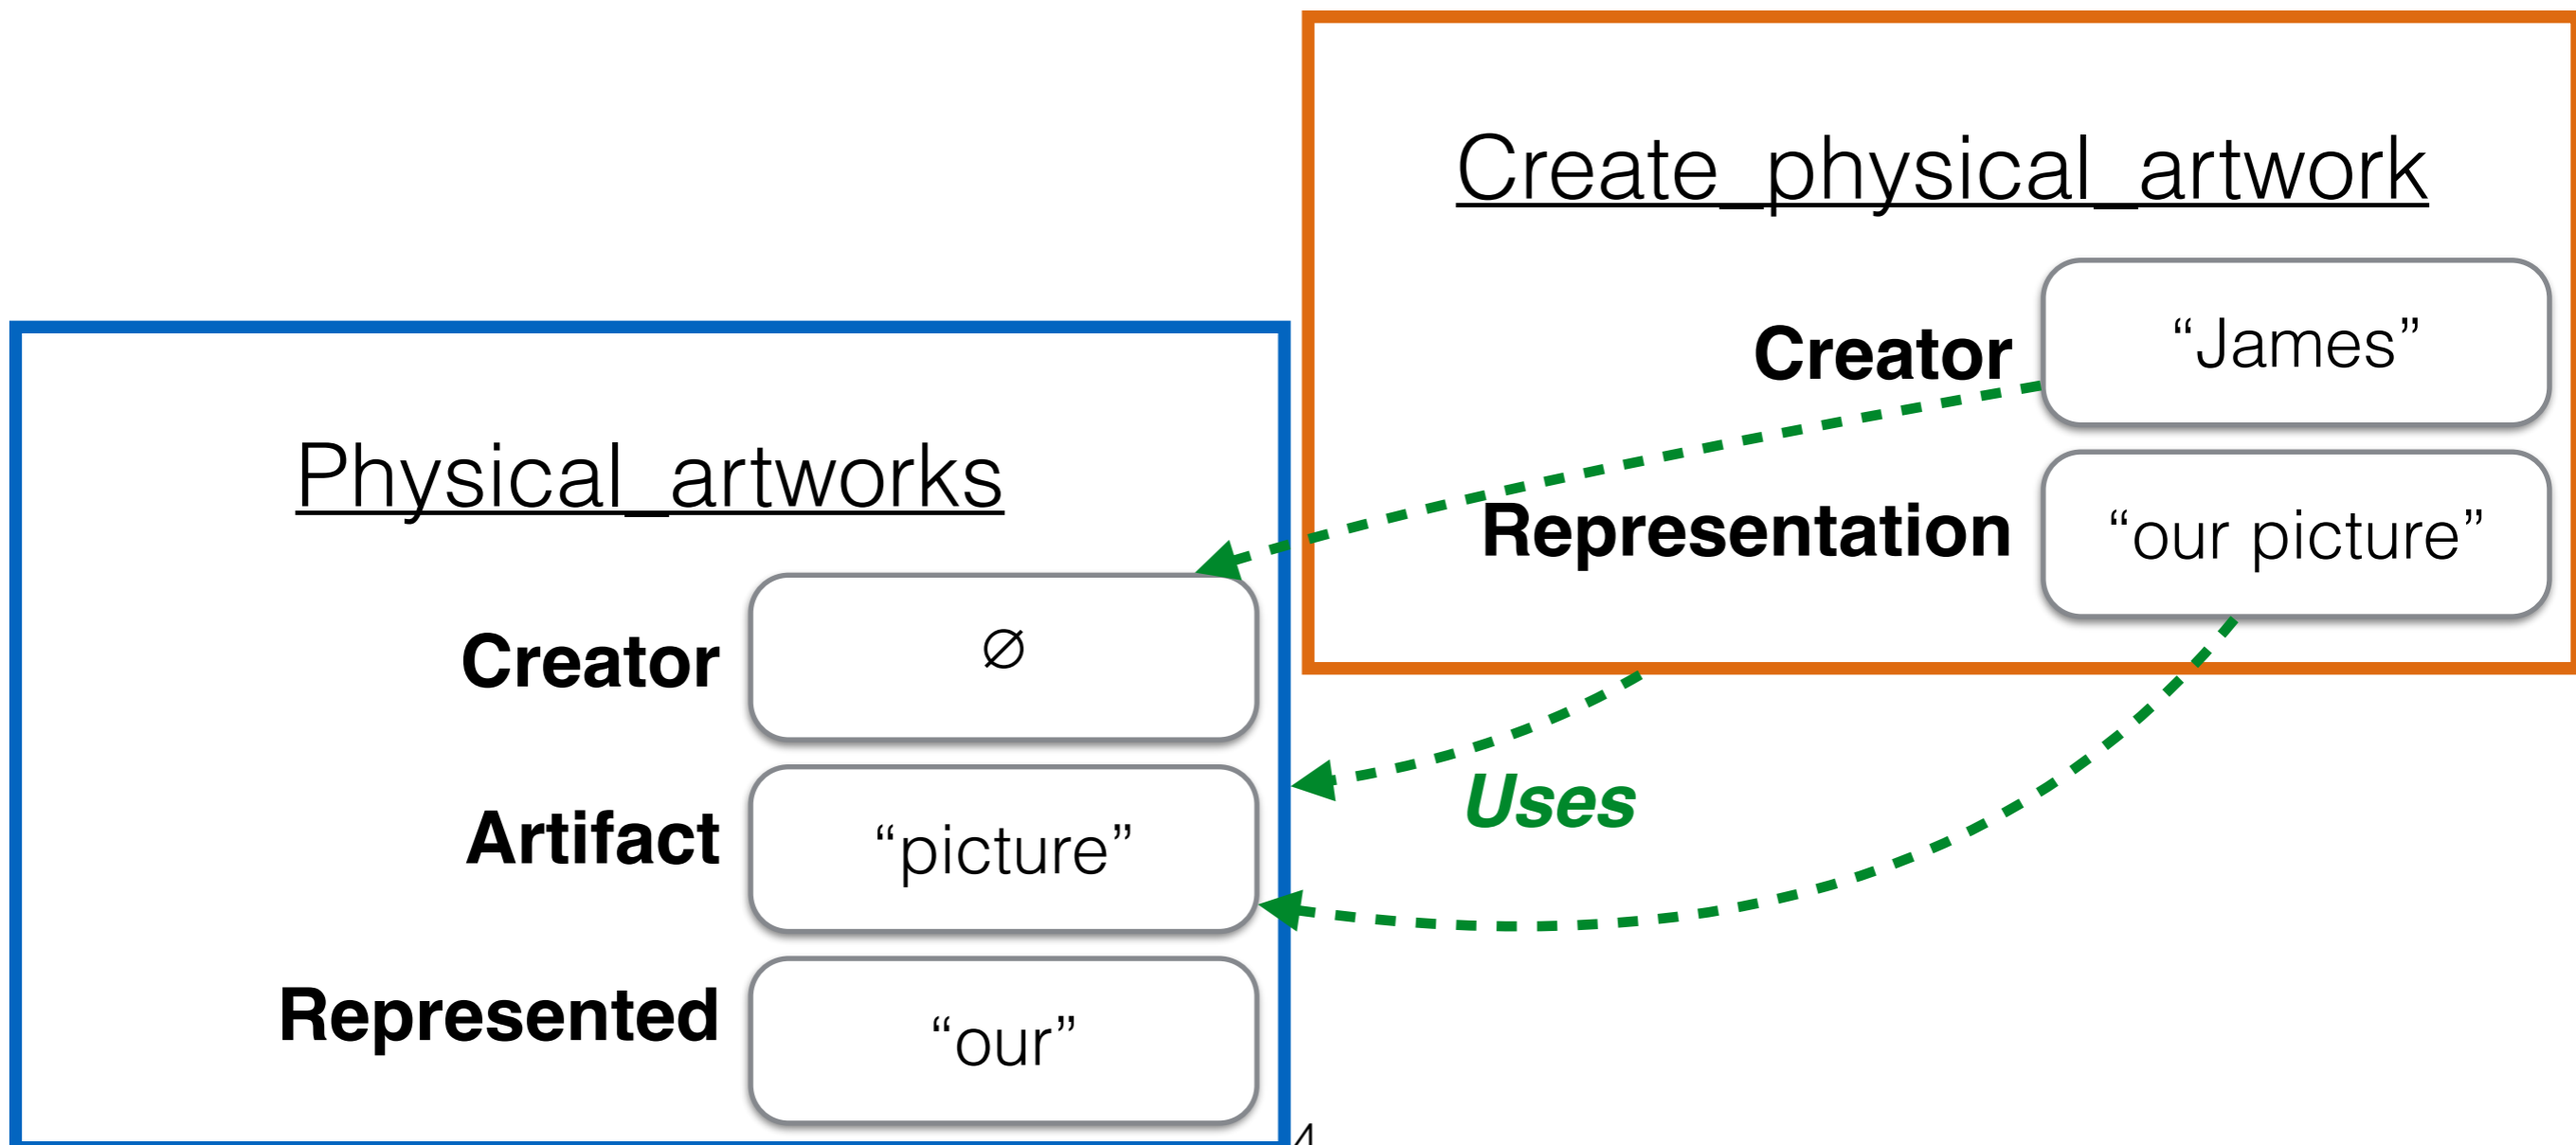 Create_physical_artwork
Creator “James”
Representation “our picture”
Physical_artworks
Creator ∅
Artifact “picture”
Represented “our”
Uses